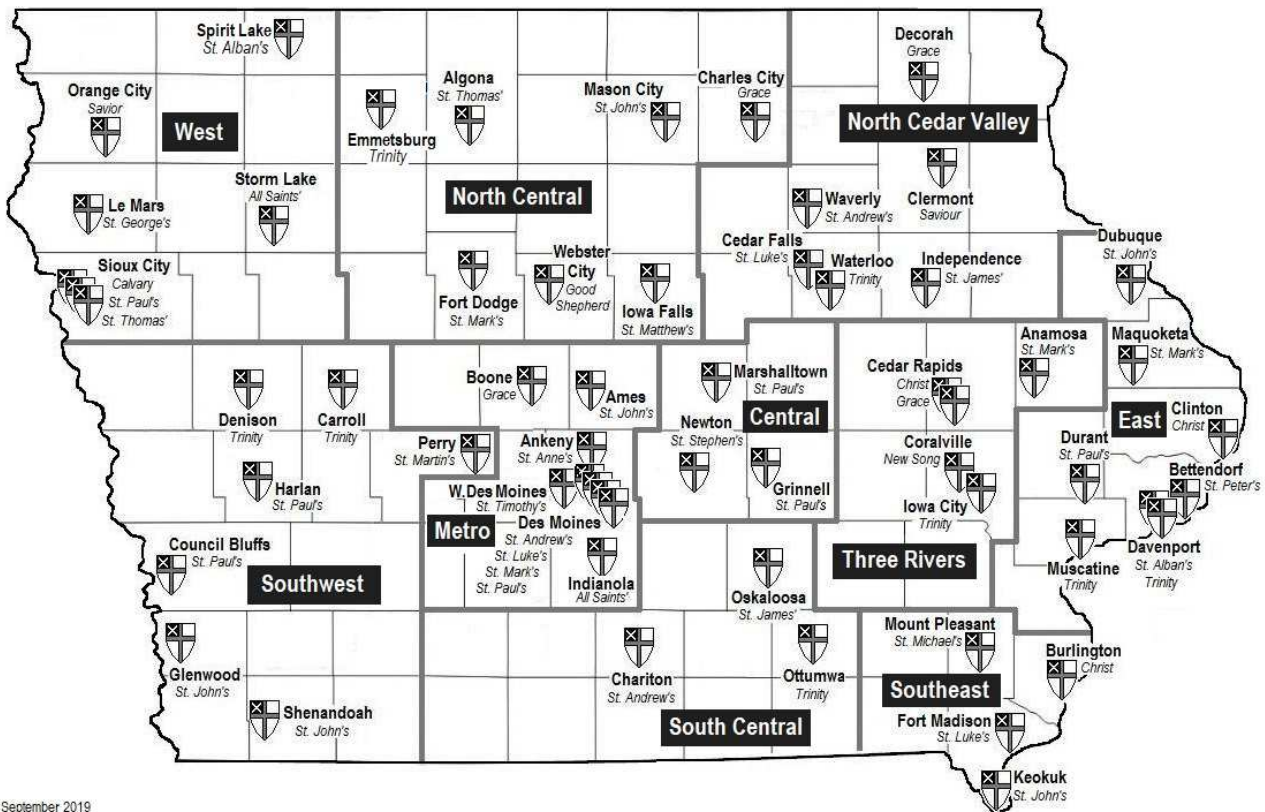 Spirit Lake
St. Alban's
Orange City
Savior
West
Le Mars
St. George's
Storm Lake
All Saints'
Sioux City
Calvary
St. Paul's
St. Thomas'
Algona
St. Thomas'
Emmetsburg
Trinity
Mason City
St. John's
Charles City
Grace
North Central
Fort Dodge
St. Mark's
Webster
City
Good
Shepherd
Iowa Falls
St. Matthew's
Decorah
Grace
North Cedar Valley
Clermont
Saviour
Waverly
St. Andrew's
Cedar Falls
St. Luke's
Waterloo
Trinity
Independence
St. James'
Dubuque
St. John's
Maquoketa
St. Mark's
East
Clinton
Christ
Durant
St. Paul's
Bettendorf
St. Peter's
Davenport
St. Alban's
Trinity
Muscatine
Trinity
Anamosa
St. Mark's
Cedar Rapids
Christ
Grace
Coralville
New Song
Iowa City
Trinity
Three Rivers
Marshalltown
St. Paul's
Central
Newton
St. Stephen's
Grinnell
St. Paul's
Boone
Grace
Ames
St. John's
Perry
St. Martin's
Ankeny
St. Anne's
W. Des Moines
St. Timothy's
Metro
Des Moines
St. Andrew's
St. Luke's
St. Mark's
St. Paul's
Indianola
All Saints'
Denison
Trinity
Carroll
Trinity
Harlan
St. Paul's
Council Bluffs
St. Paul's
Southwest
Glenwood
St. John's
Shenandoah
St. John's
Oskaloosa
St. James'
Chariton
St. Andrew's
Ottumwa
Trinity
South Central
Mount Pleasant
St. Michael's
Burlington
Christ
Southeast
Fort Madison
St. Luke's
Keokuk
St. John's
September 2019